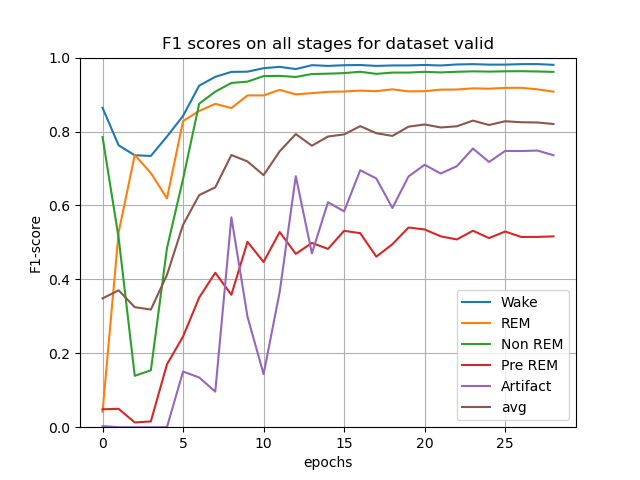 F1 scores on all stages for dataset valid
F1-score
1.0
0.8
0.6
0.4
0.2
0.0
0 5 10 15 20 25
epochs
Wake
REM
Non REM
Pre REM
Artifact
avg